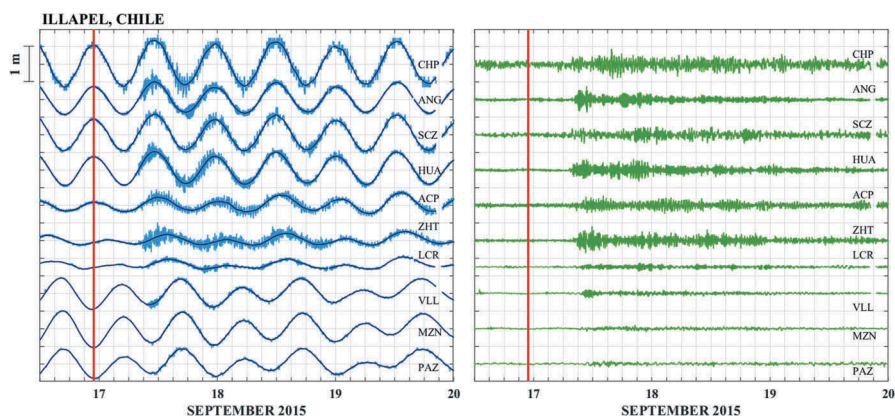 ILLAPEL, CHILE
1 m
CHP
ANG
SCZ
HUA
ACP
ZHT
LCR
VLL
MZN
PAZ
17 18 19 20
SEPTEMBER 2015
CHP
ANG
SCZ
HUA
ACP
ZHT
LCR
VLL
MZN
PAZ
17 18 19 20
SEPTEMBER 2015